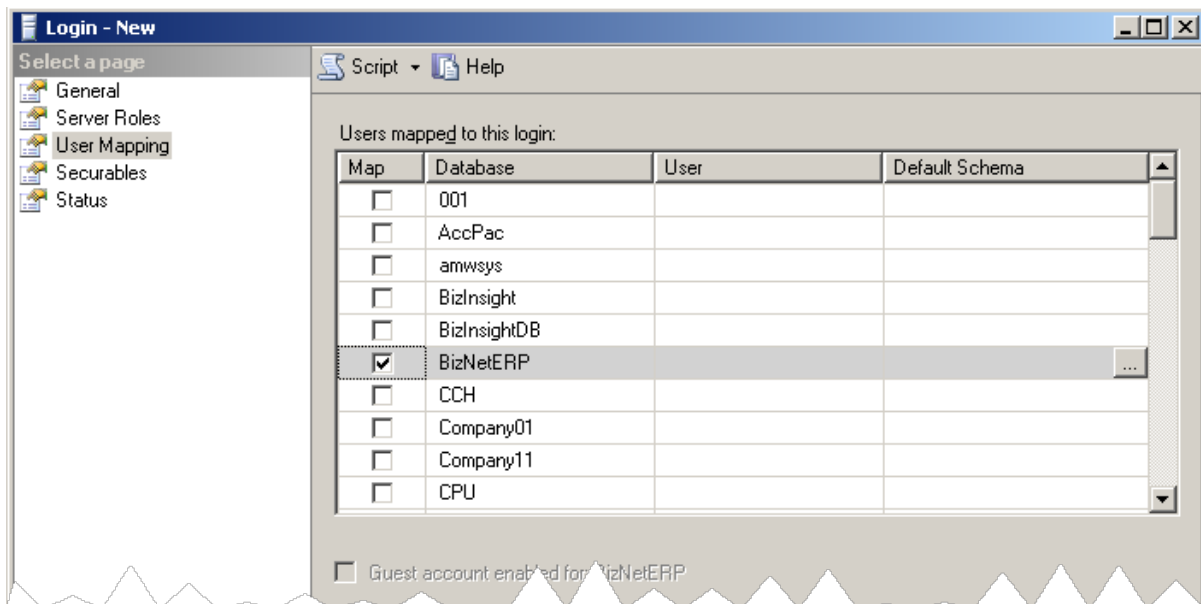 Login - New
Select a page
General
Server Roles
User Mapping
Securables
Status
Script Help
Users mapped to this login:
Map Database User Default Schema
001
AccPac
amwsys
BizInsight
BizInsightDB
BizNetERP ...
CCH
Company01
Company11
CPU
Guest account enabled for BizNetERP